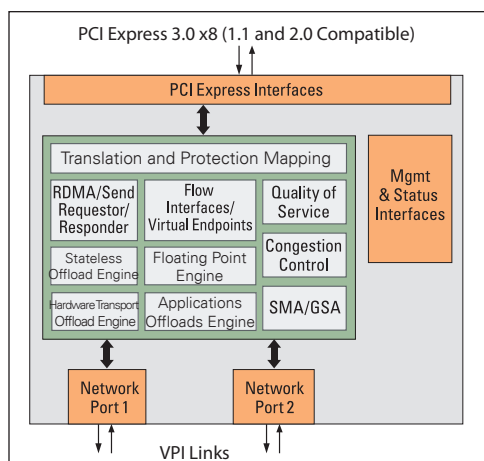 PCI Express 3.0 x8 (1.1 and 2.0 Compatible)
PCI Express Interfaces
Translation and Protection Mapping
RDMA/Send
Requestor/
Responder
Flow
Interfaces/
Virtual Endpoints
Quality of
Service
Mgmt
& Status
Interfaces
Stateless
Offload Engine
Floating Point
Engine
Congestion
Control
HardwareTransport
Offload Engine
Applications
Offloads Engine
SMA/GSA
Network
Port 1
Network
Port 2
VPI Links